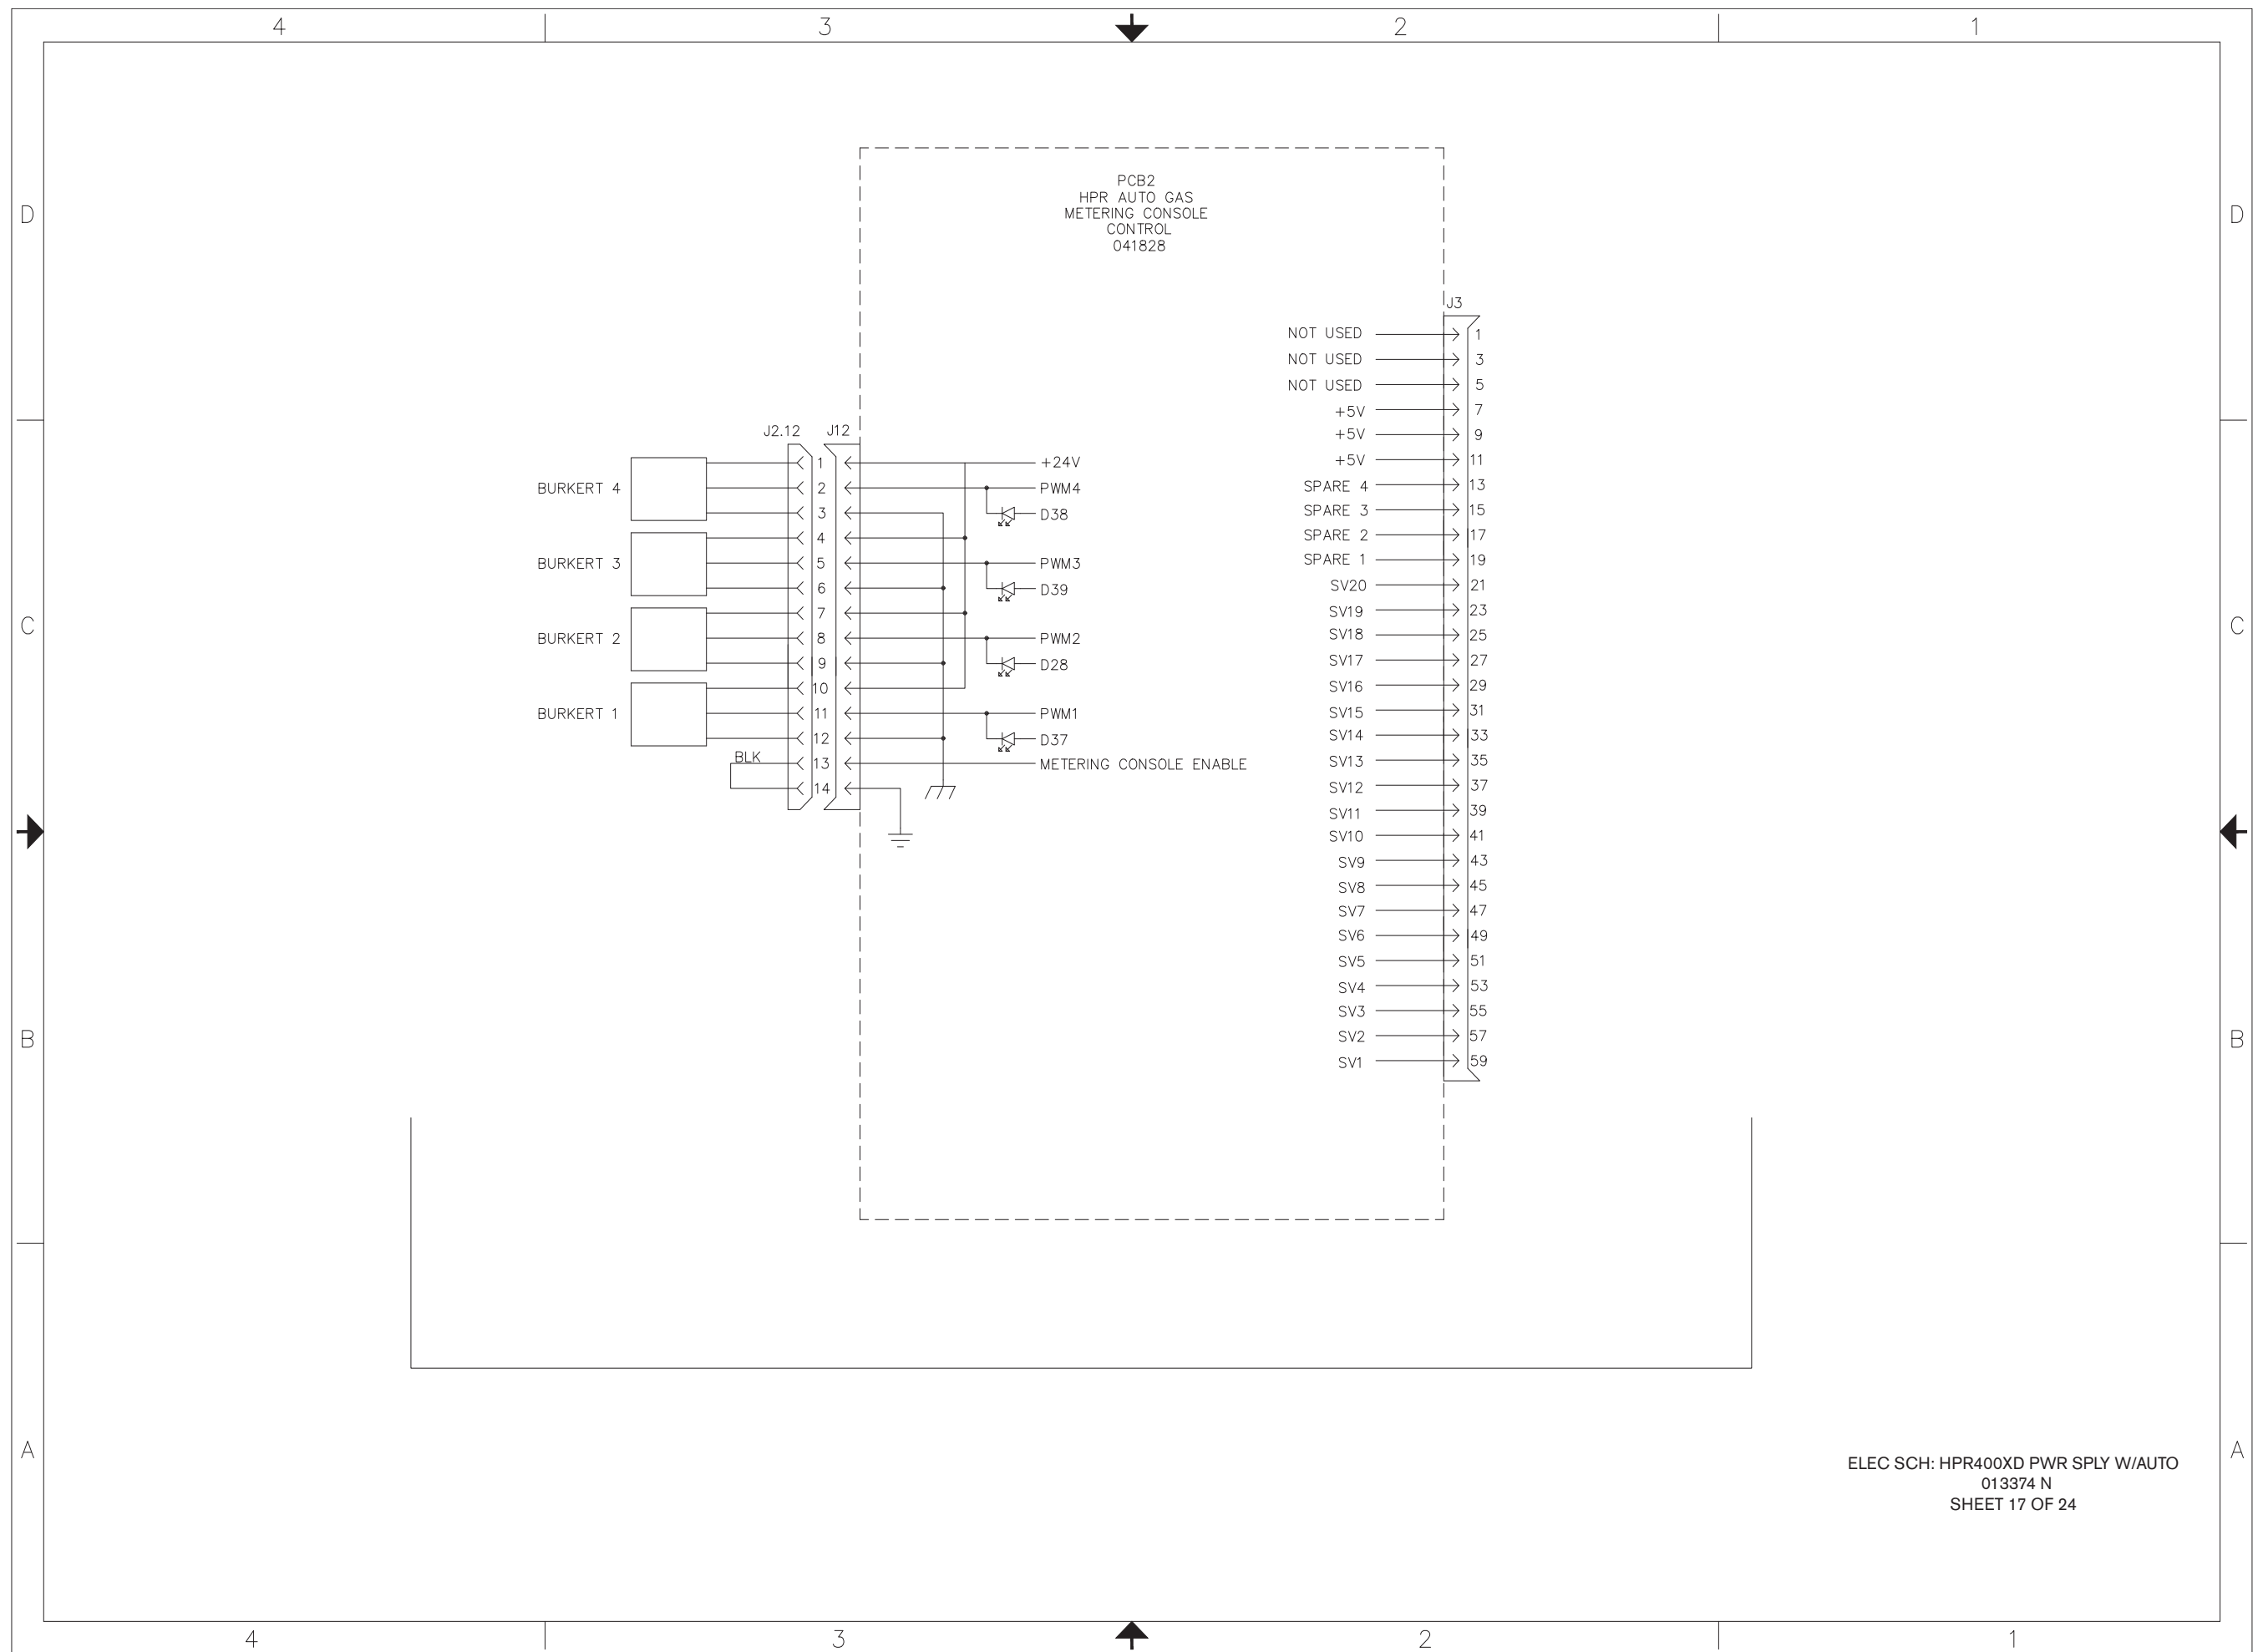 4 3 2 1
D D
PCB2
HPR AUTO GAS
METERING CONSOLE
CONTROL
041828
J3
NOT USED 1
NOT USED 3
NOT USED 5
+5V 7
+5V 9
+5V 11
SPARE 4 13
SPARE 3 15
SPARE 2 17
SPARE 1 19
SV20 21
SV19 23
SV18 25
SV17 27
SV16 29
SV15 31
SV14 33
SV13 35
SV12 37
SV11 39
SV10 41
SV9 43
SV8 45
SV7 47
SV6 49
SV5 51
SV4 53
SV3 55
SV2 57
SV1 59
J2.12 J12
1 +24V
BURKERT 4 2 PWM4
3 D38
4
BURKERT 3 5 PWM3
6 D39
7
BURKERT 2 8 PWM2
9 D28
10
BURKERT 1 11 PWM1
12 D37
BLK 13 METERING CONSOLE ENABLE
14
C C
B B
A A
ELEC SCH: HPR400XD PWR SPLY W/AUTO
013374 N
SHEET 17 OF 24
4 3 2 1